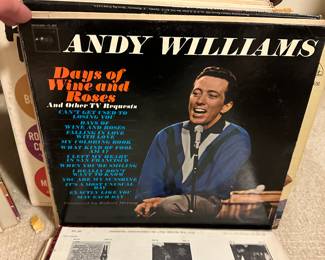 ANDY WILLIAMS
Days of
Wine and
Roses
And Other TV Requests
CAN'T GET USED TO
LOSING YOU
DAYS OF
WINE AND ROSES
FALLING IN LOVE
WITH LOVE
MY COLORING BOOK
WHAT KIND OF FOOL
AM I?
I LEFT MY HEART
IN SAN FRANCISCO
WHEN YOU'RE SMILING
I REALLY DON'T
WANT TO KNOW
YOU ARE MY SUNSHINE
IT'S A MOST UNUSUAL
DAY
EXACTLY LIKE YOU
MAY EACH DAY